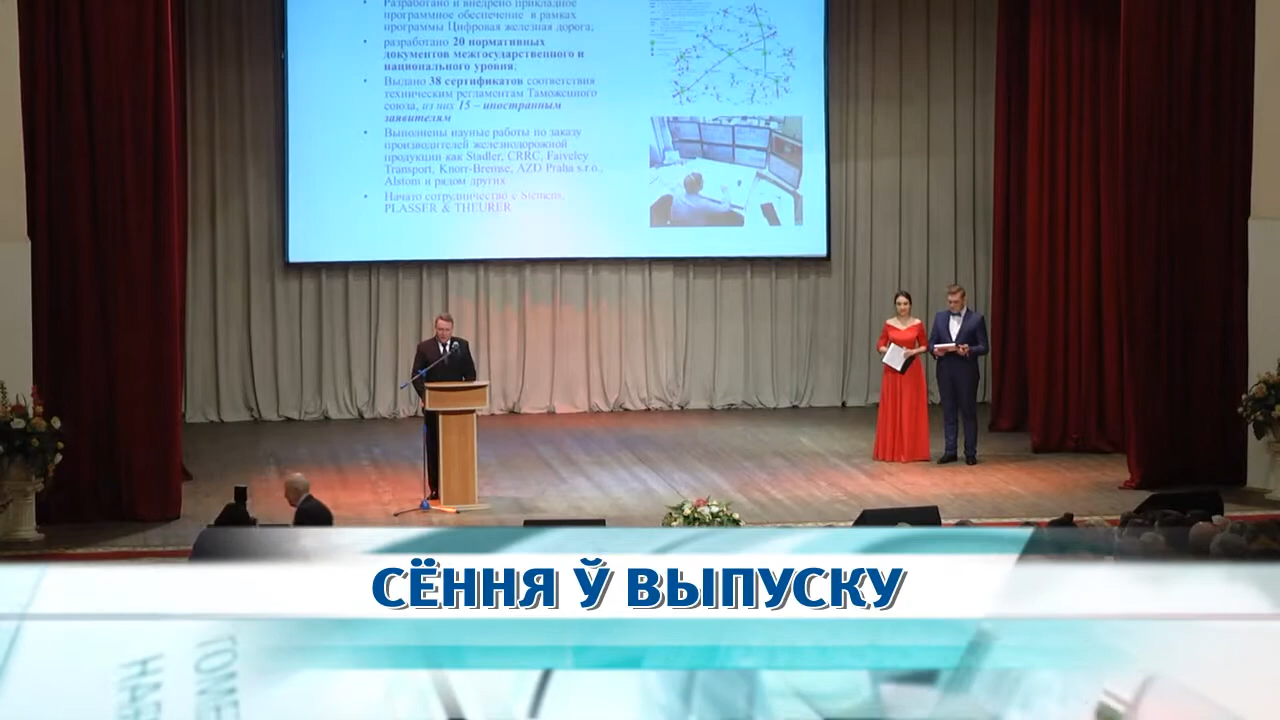 Разработано и внедрено прикладное
программное обеспечение в рамках
программы Цифровая железная дорога;
разработано 20 нормативных
документов межгосударственного и
национального уровня;
Выдано 38 сертификатов соответствия
техническим регламентам Таможенного
союза, из них 15 – иностранным
заявителям
Выполнены научные работы по заказу
производителей железнодорожной
продукции как Stadler, CRRC, Faiveley
Transport, Knorr-Bremse, AZD Praha s.r.o.,
Alstom и рядом других
Начато сотрудничество с Siemens,
PLASSER & THEURER
СЁННЯ Ў ВЫПУСКУ